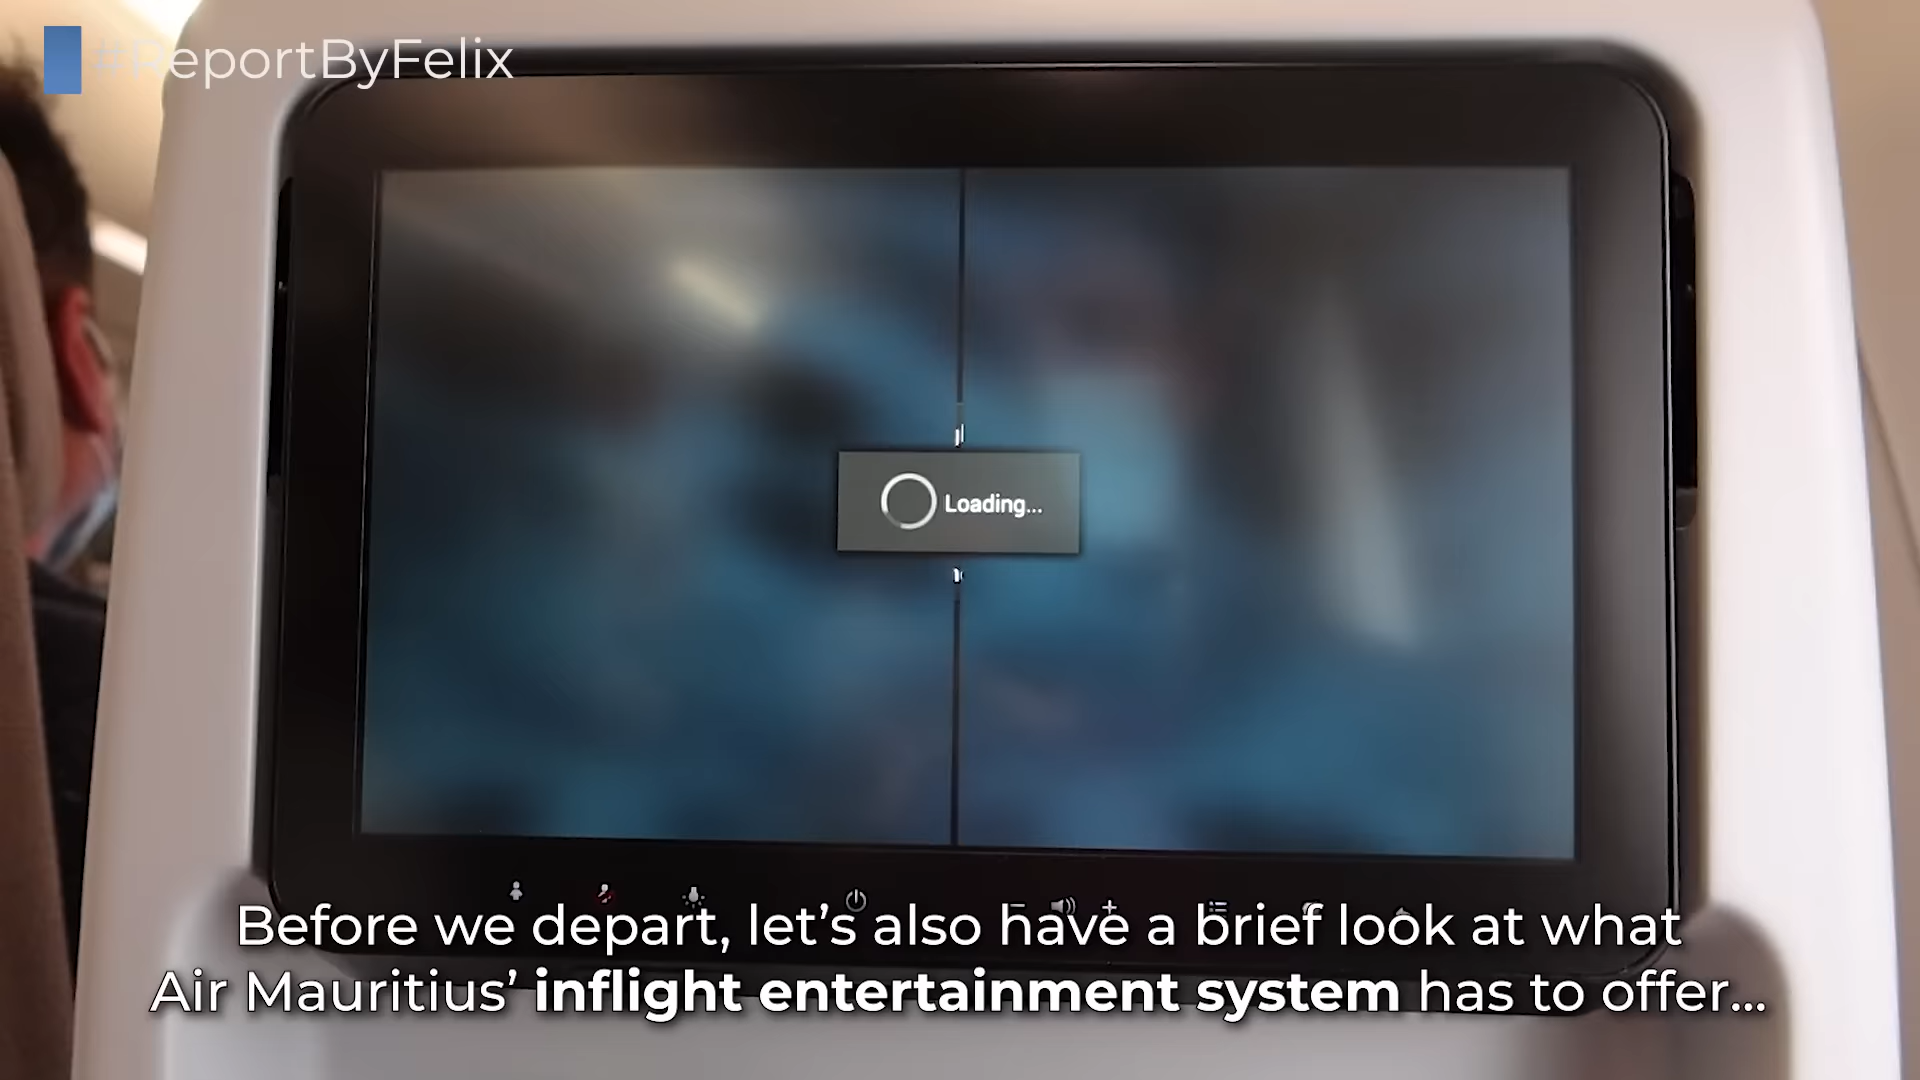 #ReportByFelix
Loading...
Before we depart, let's also have a brief look at what
Air Mauritius' inflight entertainment system has to offer...